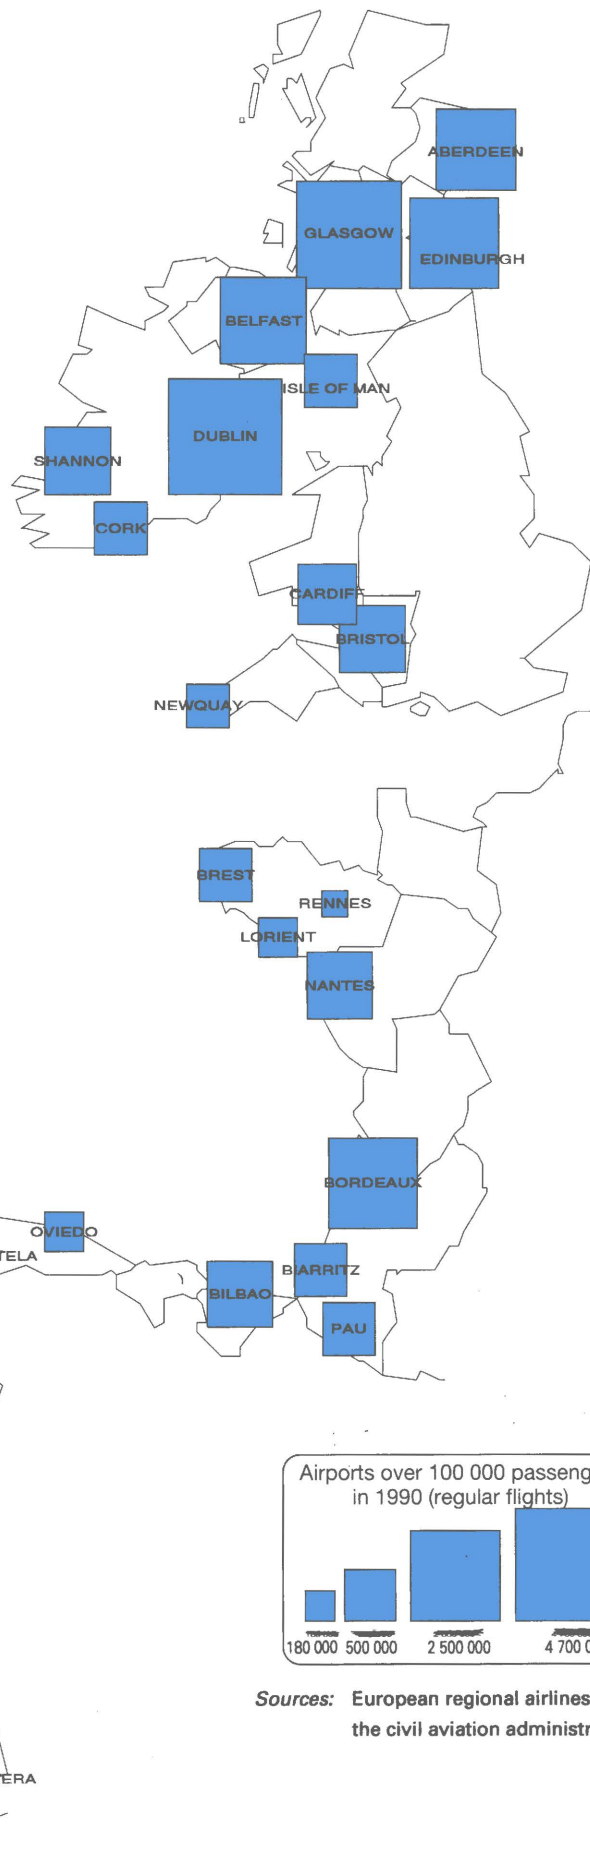 ABERDEEN
GLASGOW
EDINBURGH
BELFAST
ISLE OF MAN
DUBLIN
SHANNON
CORK
CARDIFF
BRISTOL
NEWQUAY
BREST
RENNES
LORIENT
NANTES
BORDEAUX
OVIEDO
TELA
BIARRITZ
BILBAO
PAU
Airports over 100 000 passeng
in 1990 (regular flights)
180 000 500 000 2 500 000 4 700 0
Sources: European regional airlines
the civil aviation administr
ERA